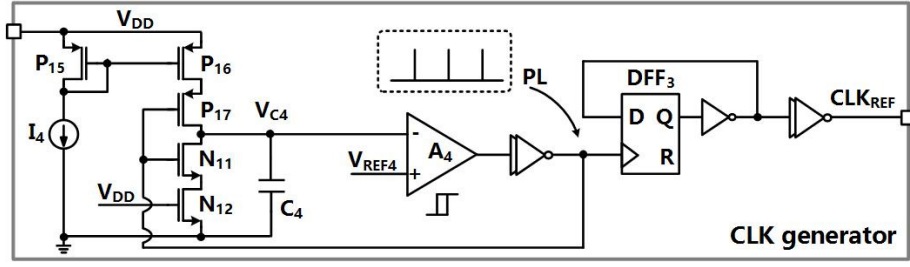 VDD
P15
P16
P17
I4
VC4
N11
VDD
N12
C4
VREF4
-
+
A4
PL
DFF3
D
Q
R
CLKREF
CLK generator